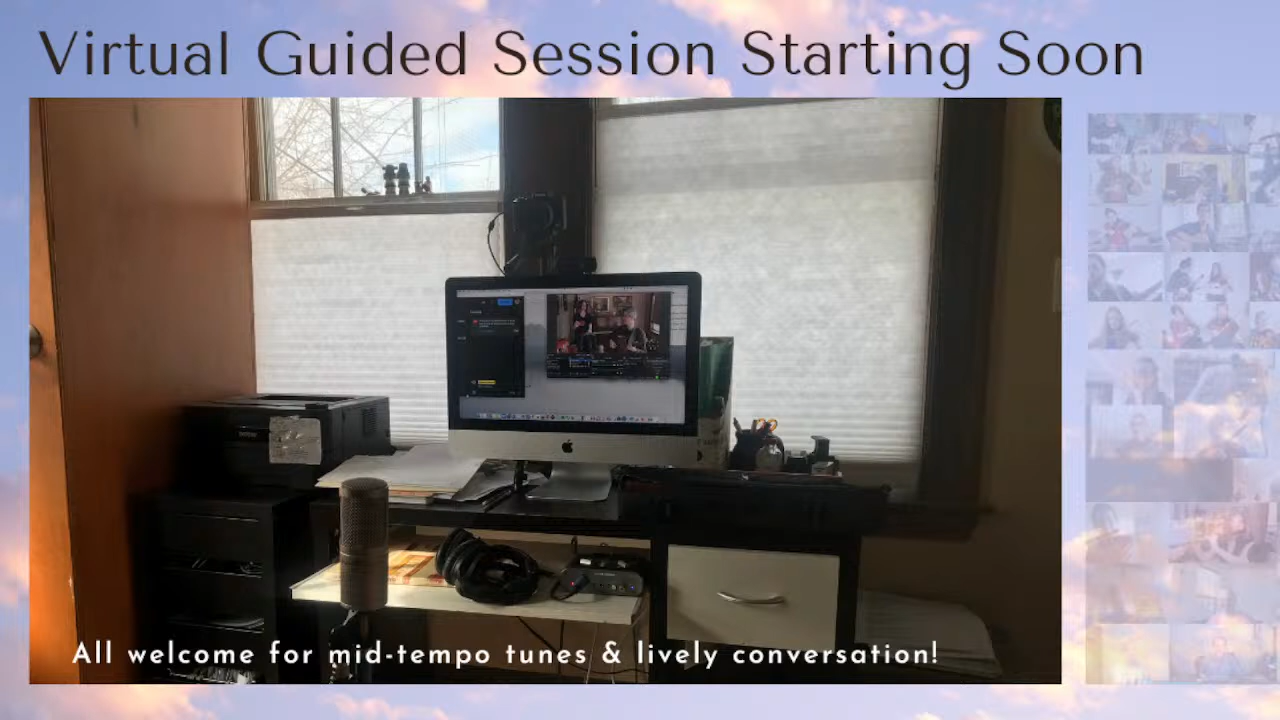 Virtual Guided Session Starting Soon
All welcome for mid-tempo tunes & lively conversation!